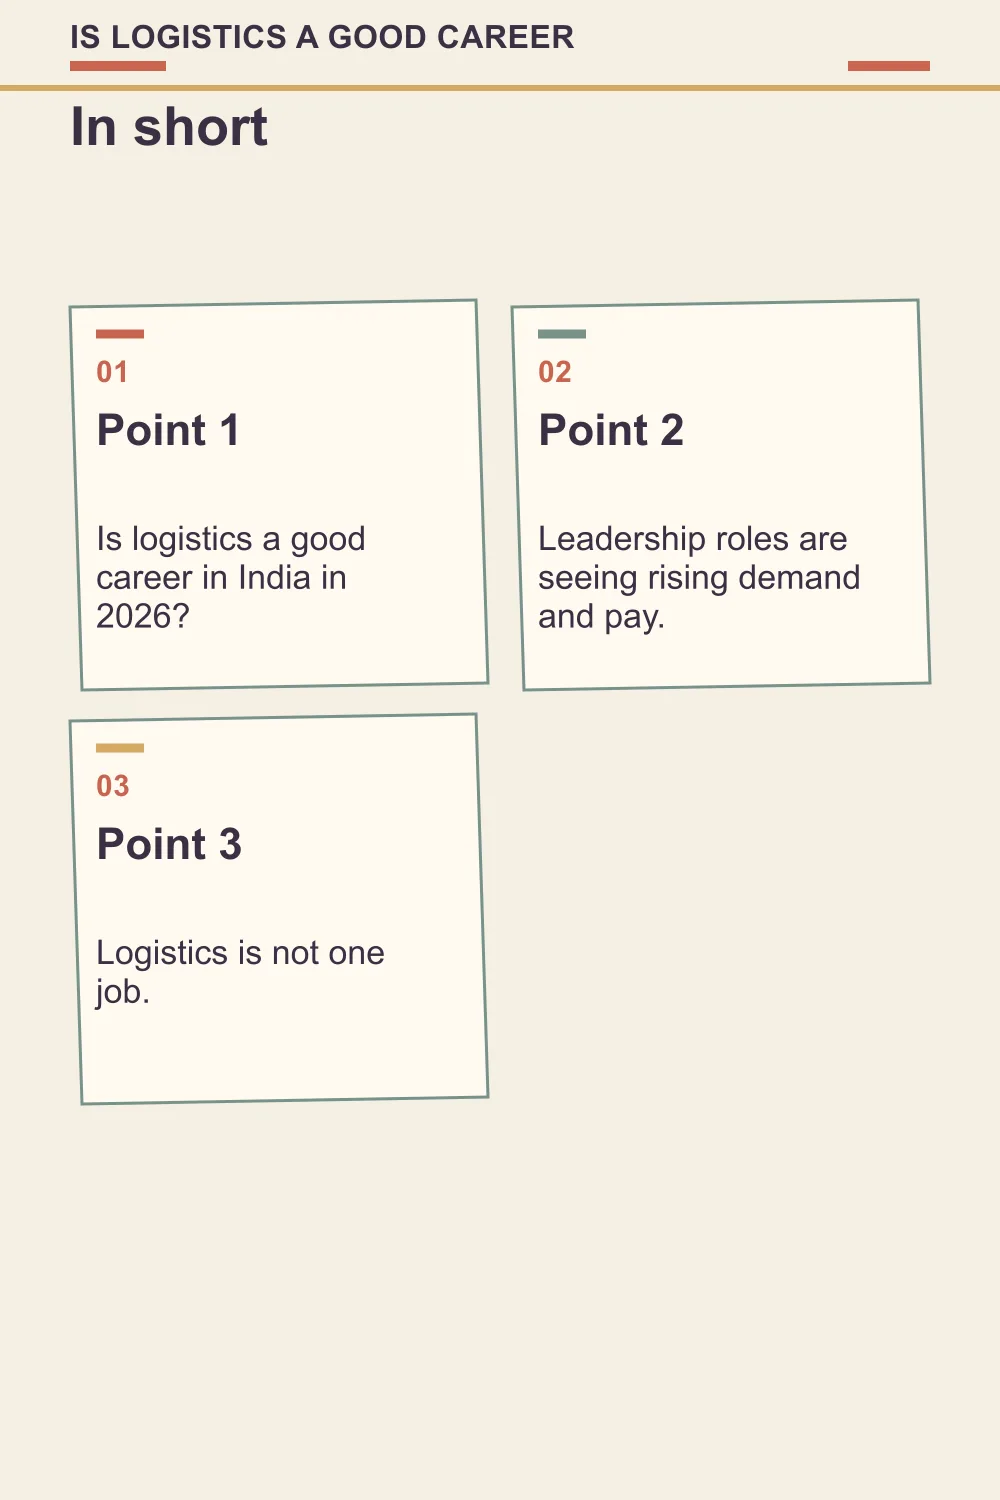 IS LOGISTICS A GOOD CAREER
In short
01
Point 1
Is logistics a good
career in India in
2026?
02
Point 2
Leadership roles are
seeing rising demand
and pay.
03
Point 3
Logistics is not one
job.